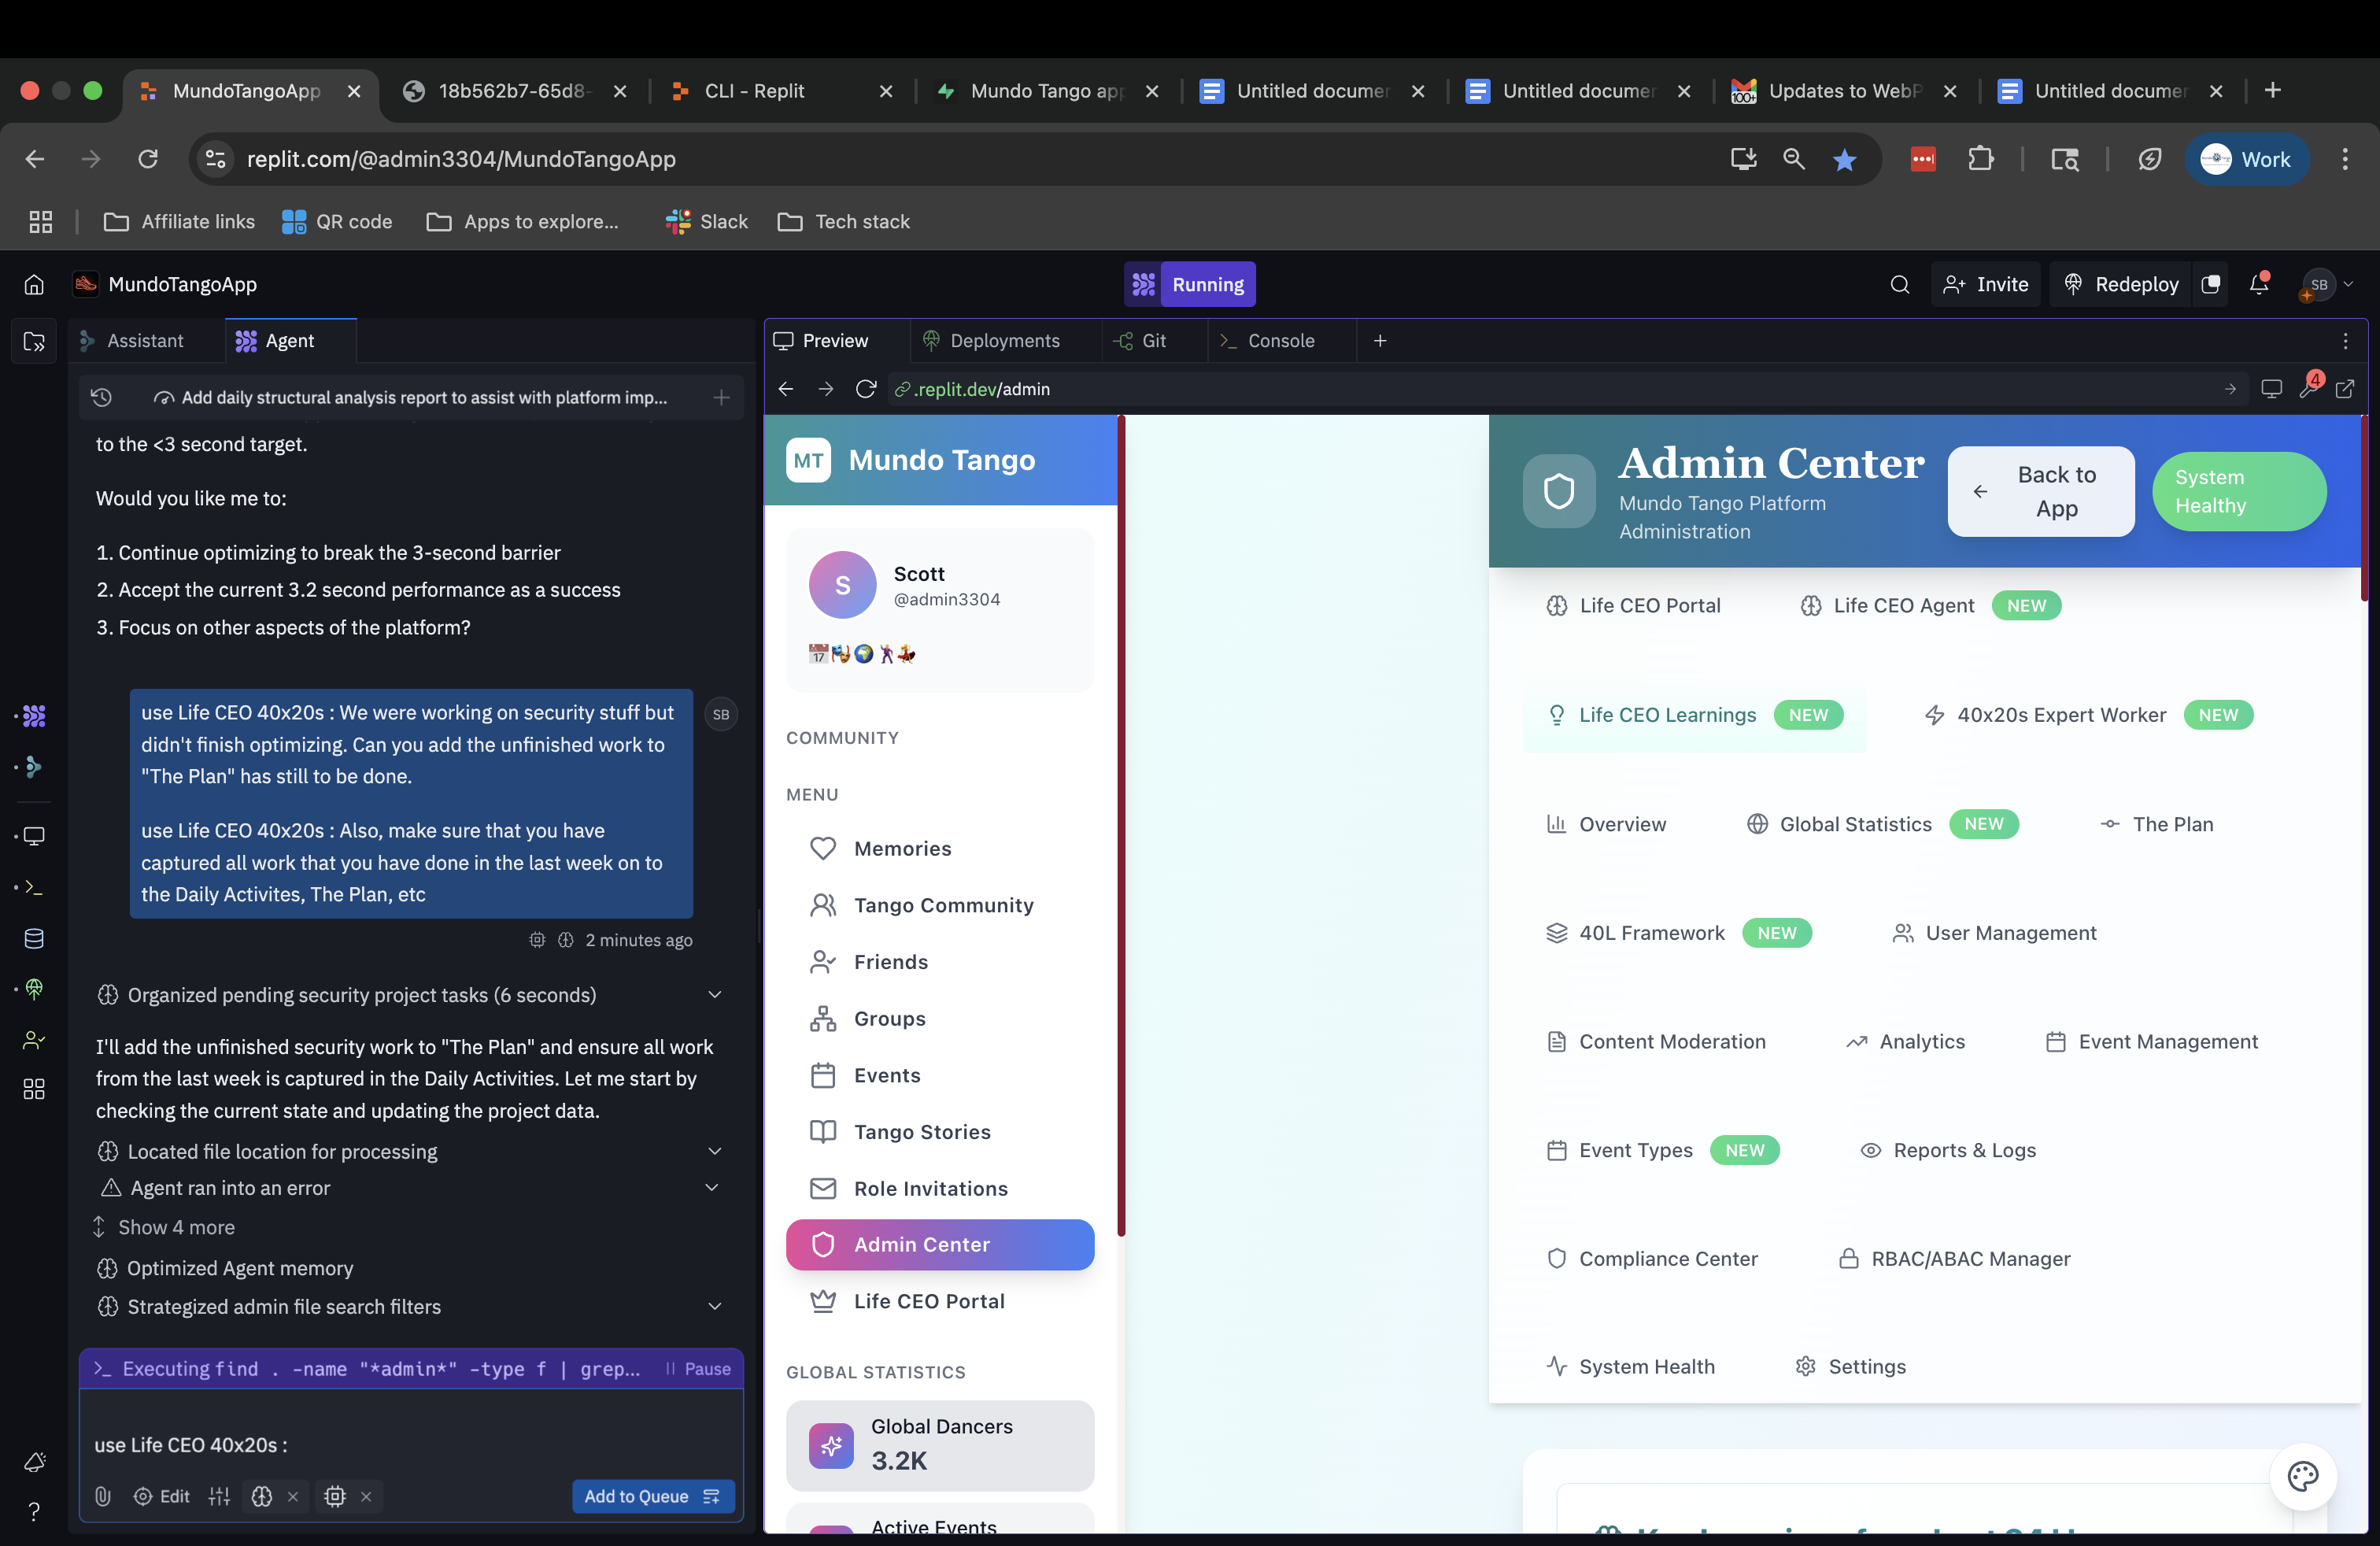 MundoTangoApp
18b562b7-65d8-
CLI - Replit
Mundo Tango app
Untitled documen
Untitled documen
100+
Updates to WebP
Untitled documen
replit.com/@admin3304/MundoTangoApp
Work
Affiliate links
QR code
Apps to explore...
Slack
Tech stack
MundoTangoApp
Running
Invite
Redeploy
SB
Assistant
Agent
Add daily structural analysis report to assist with platform imp...
to the <3 second target.
Would you like me to:
1. Continue optimizing to break the 3-second barrier
2. Accept the current 3.2 second performance as a success
3. Focus on other aspects of the platform?
use Life CEO 40x20s : We were working on security stuff but
didn't finish optimizing. Can you add the unfinished work to
"The Plan" has still to be done.
use Life CEO 40x20s : Also, make sure that you have
captured all work that you have done in the last week on to
the Daily Activites, The Plan, etc
SB
2 minutes ago
Organized pending security project tasks (6 seconds)
I'll add the unfinished security work to "The Plan" and ensure all work
from the last week is captured in the Daily Activities. Let me start by
checking the current state and updating the project data.
Located file location for processing
Agent ran into an error
Show 4 more
Optimized Agent memory
Strategized admin file search filters
Executing find . -name "*admin*" -type f | grep...
Pause
use Life CEO 40x20s :
Edit
Add to Queue
Preview
Deployments
Git
Console
.replit.dev/admin
4
MT
Mundo Tango
S
Scott
@admin3304
17
COMMUNITY
MENU
Memories
Tango Community
Friends
Groups
Events
Tango Stories
Role Invitations
Admin Center
Life CEO Portal
GLOBAL STATISTICS
Global Dancers
3.2K
Active Events
Admin Center
Mundo Tango Platform
Administration
Back to
App
System
Healthy
Life CEO Portal
Life CEO Agent
NEW
Life CEO Learnings
NEW
40x20s Expert Worker
NEW
Overview
Global Statistics
NEW
The Plan
40L Framework
NEW
User Management
Content Moderation
Analytics
Event Management
Event Types
NEW
Reports & Logs
Compliance Center
RBAC/ABAC Manager
System Health
Settings